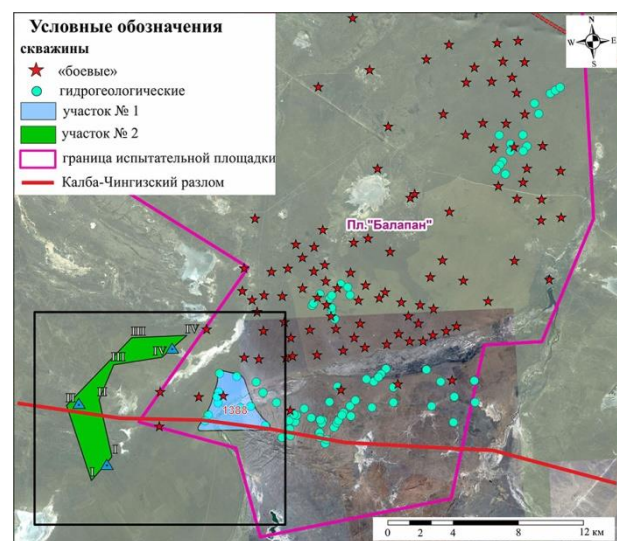 Условные обозначения
скважины
«боевые»
гидрогеологические
участок № 1
участок № 2
граница испытательной площадки
Калба-Чингизский разлом
N
W E
S
Пл."Балапан"
III
IV
IV
III
II
II
1388
I
I
0 2 4 8 12 км